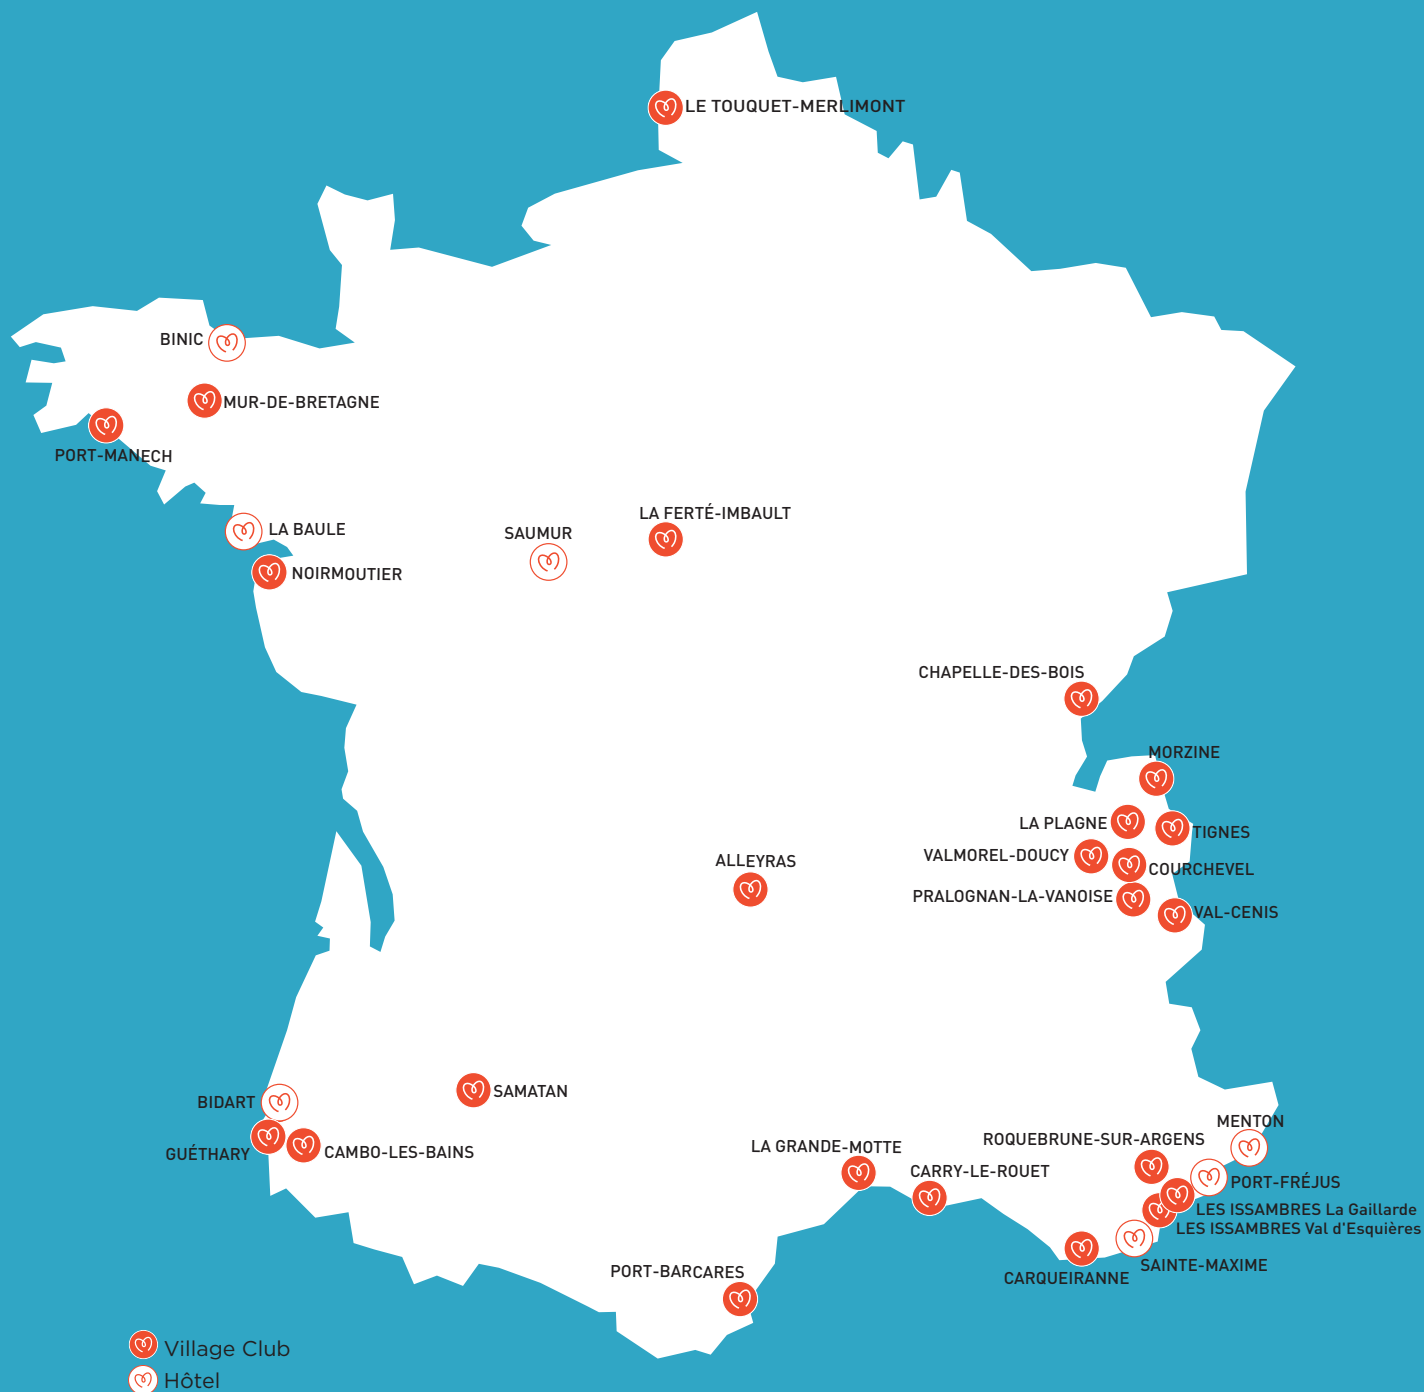 LE TOUQUET-MERLIMONT
BINIC
MUR-DE-BRETAGNE
PORT-MANECH
LA FERTÉ-IMBAULT
LA BAULE
SAUMUR
NOIRMOUTIER
CHAPELLE-DES-BOIS
MORZINE
LA PLAGNE
TIGNES
VALMOREL-DOUCY
ALLEYRAS
COURCHEVEL
PRALOGNAN-LA-VANOISE
VAL-CENIS
SAMATAN
BIDART
MENTON
ROQUEBRUNE-SUR-ARGENS
LA GRANDE-MOTTE
GUÉTHARY
CAMBO-LES-BAINS
CARRY-LE-ROUET
PORT-FRÉJUS
LES ISSAMBRES La Gaillarde
LES ISSAMBRES Val d'Esquières
SAINTE-MAXIME
PORT-BARCARES
CARQUEIRANNE
Village Club
Hôtel